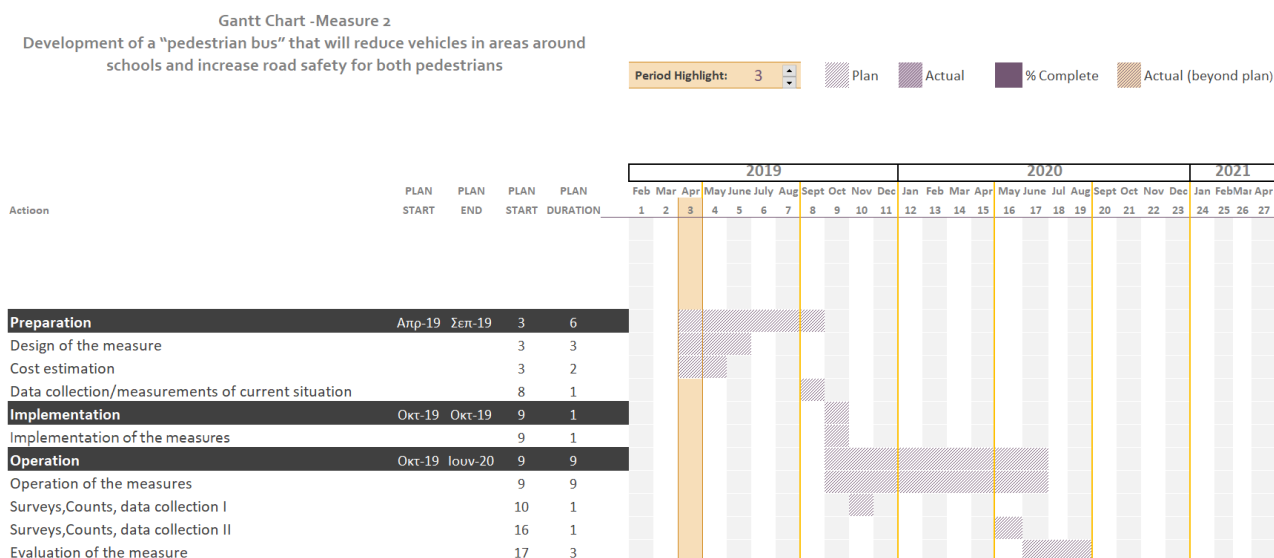 Gantt Chart -Measure 2
Development of a “pedestrian bus” that will reduce vehicles in areas around
schools and increase road safety for both pedestrians
Period Highlight: 3 Plan Actual % Complete Actual (beyond plan)
2019 2020 2021
PLAN PLAN PLAN PLAN Feb Mar Apr May June July Aug Sept Oct Nov Dec Jan Feb Mar Apr May June Jul Aug Sept Oct Nov Dec Jan Feb Mar Apr
Actioon START END START DURATION 1 2 3 4 5 6 7 8 9 10 11 12 13 14 15 16 17 18 19 20 21 22 23 24 25 26 27
Preparation Απρ-19 Σεπ-19 3 6
Design of the measure 3 3
Cost estimation 3 2
Data collection/measurements of current situation 8 1
Implementation Οκτ-19 Οκτ-19 9 1
Implementation of the measures 9 1
Operation Οκτ-19 Ιουν-20 9 9
Operation of the measures 9 9
Surveys,Counts, data collection I 10 1
Surveys,Counts, data collection II 16 1
Evaluation of the measure 17 3